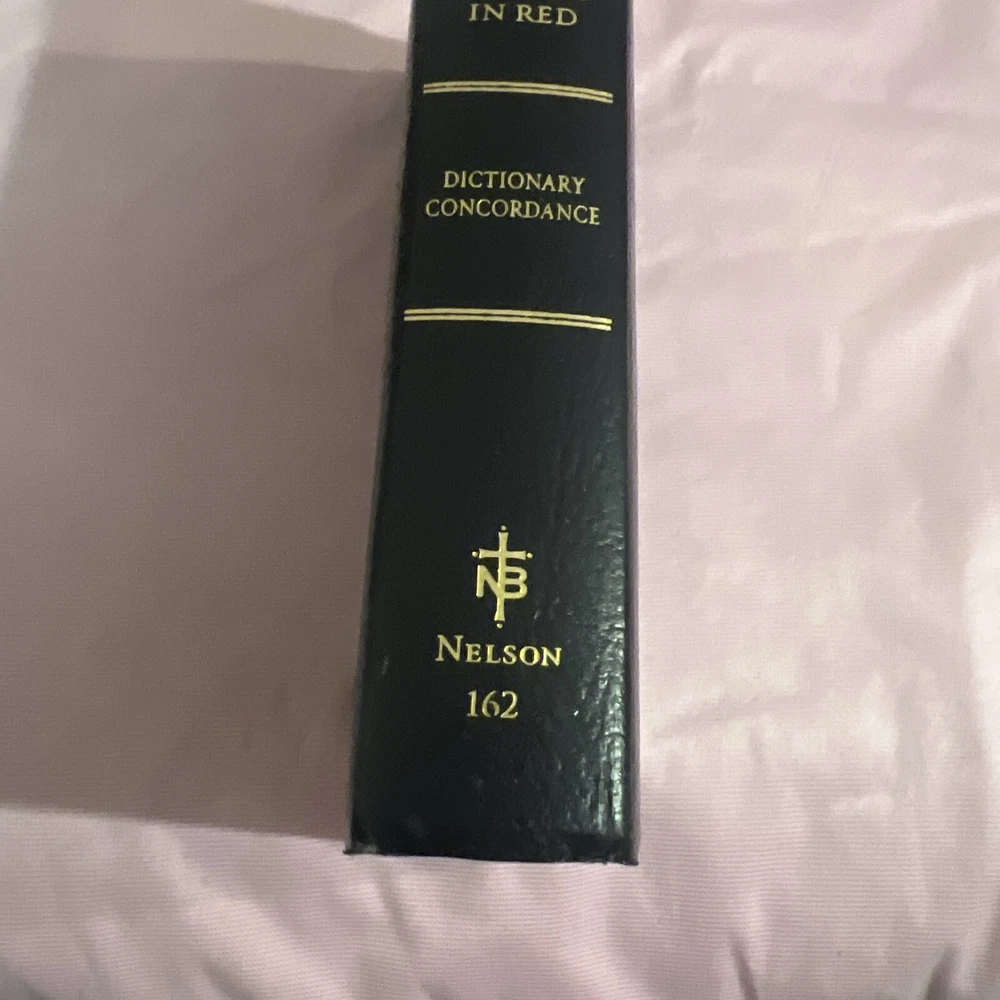 IN RED
DICTIONARY
CONCORDANCE
NB
NELSON
162